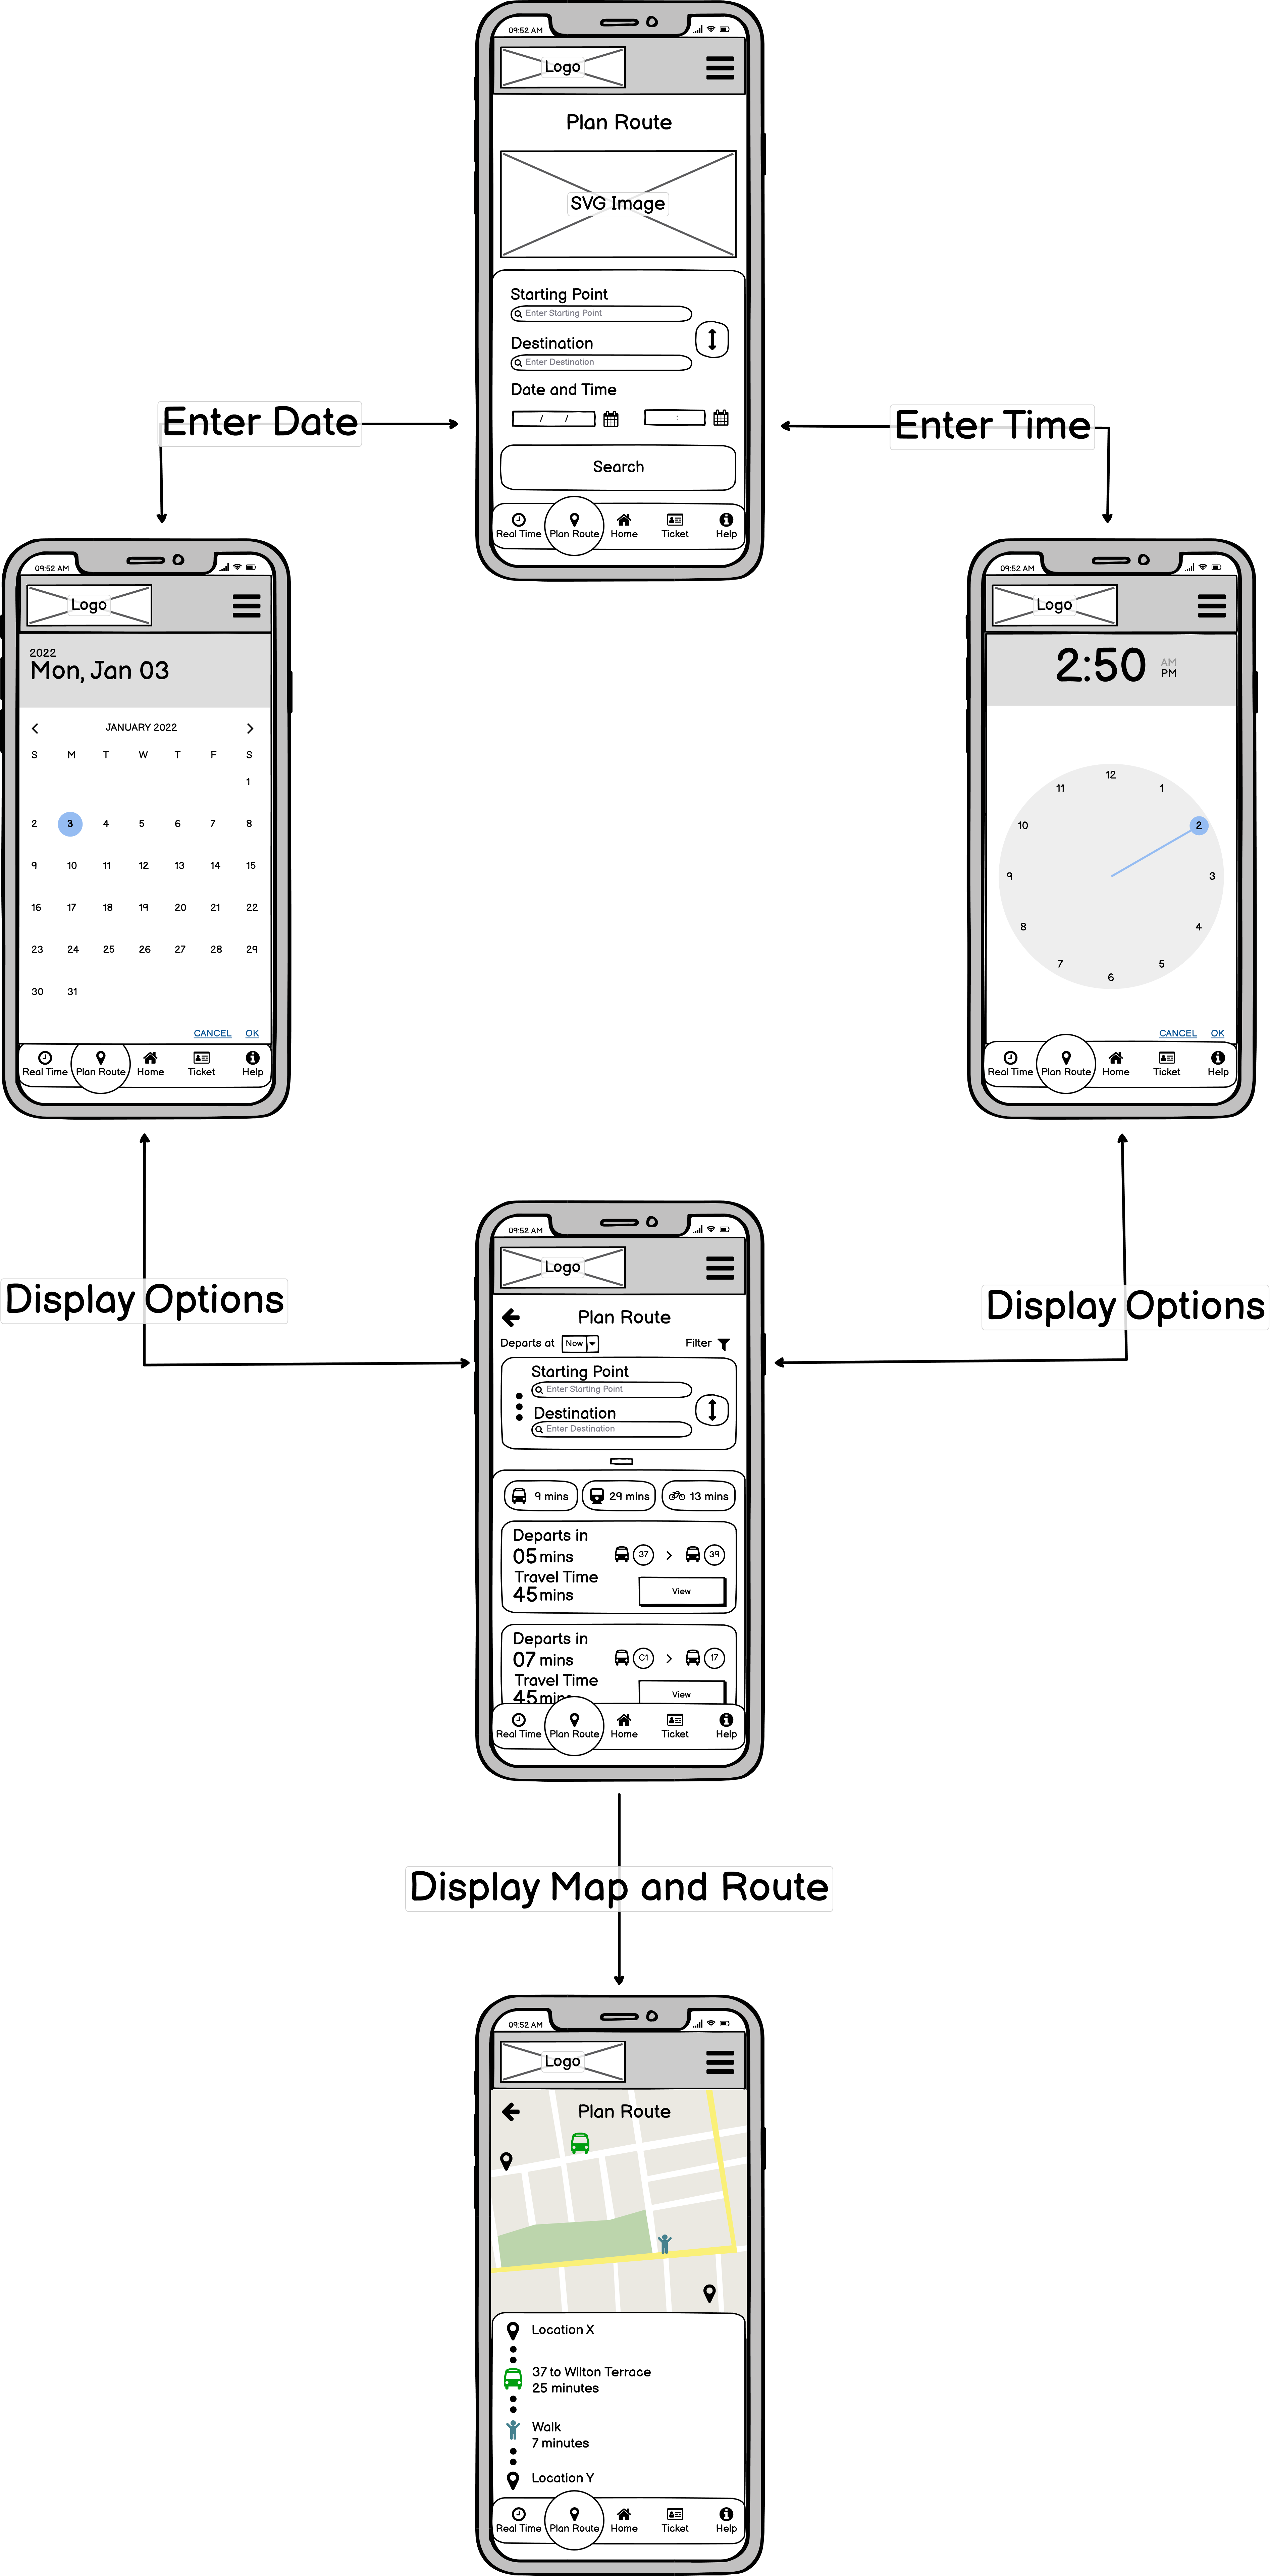 09:52 AM
Logo
Plan Route
SVG Image
Starting Point
Enter Starting Point
Destination
Enter Destination
Date and Time
/ /
:
Search
Real Time Plan Route Home Ticket Help
Enter Date
Enter Time
09:52 AM
Logo
2022
Mon, Jan 03
JANUARY 2022
S M T W T F S
1
2 3 4 5 6 7 8
9 10 11 12 13 14 15
16 17 18 19 20 21 22
23 24 25 26 27 28 29
30 31
CANCEL OK
Real Time Plan Route Home Ticket Help
09:52 AM
Logo
2:50 AM
PM
12
11 1
10 2
9 3
8 4
7 5
6
CANCEL OK
Real Time Plan Route Home Ticket Help
Display Options
Display Options
09:52 AM
Logo
Plan Route
Departs at Now Filter
Starting Point
Enter Starting Point
Destination
Enter Destination
9 mins 29 mins 13 mins
Departs in
05 mins 37 > 39
Travel Time
45 mins View
Departs in
07 mins C1 > 17
Travel Time
45 mins View
Real Time Plan Route Home Ticket Help
Display Map and Route
09:52 AM
Logo
Plan Route
Location X
37 to Wilton Terrace
25 minutes
Walk
7 minutes
Location Y
Real Time Plan Route Home Ticket Help